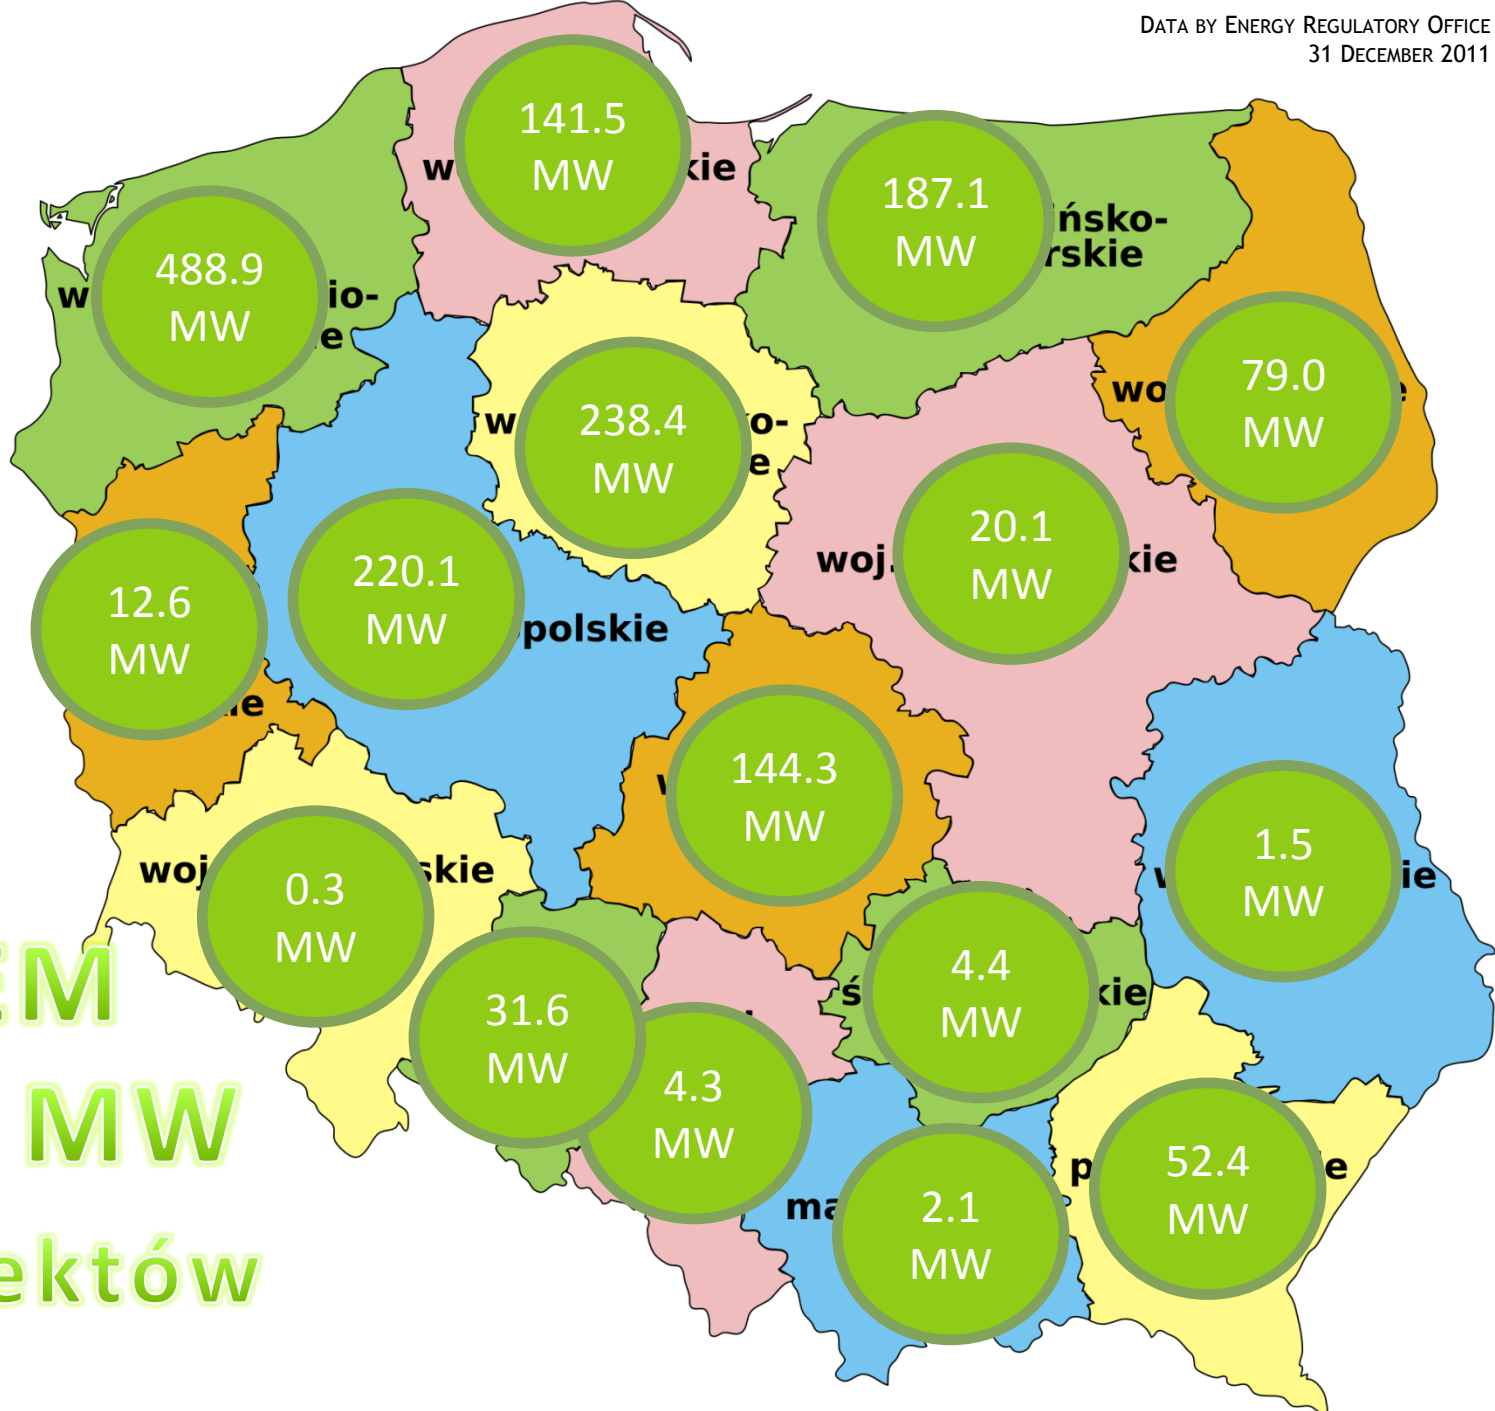 DATA BY ENERGY REGULATORY OFFICE
31 DECEMBER 2011
141.5
MW
kie
187.1
MW
ińsko-
rskie
488.9
MW
w
io-
e
79.0
MW
wo
238.4
MW
w
o-
e
20.1
MW
woj.
kie
12.6
MW
ie
220.1
MW
opolskie
144.3
MW
1.5
MW
ie
0.3
MW
woj
skie
4.4
MW
ś
kie
31.6
MW
4.3
MW
52.4
MW
p
e
2.1
MW
ma
EM
MW
ektów